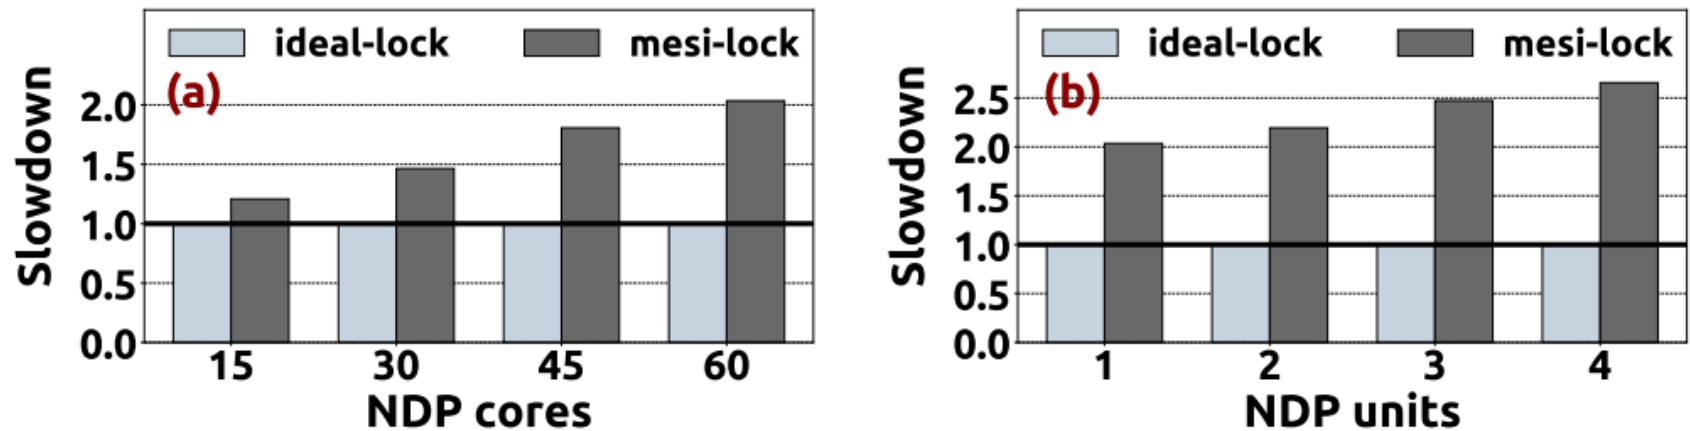 ideal-lock mesi-lock
(a)
Slowdown
2.0
1.5
1.0
0.5
0.0
15 30 45 60
NDP cores
ideal-lock mesi-lock
(b)
Slowdown
2.5
2.0
1.5
1.0
0.5
0.0
1 2 3 4
NDP units